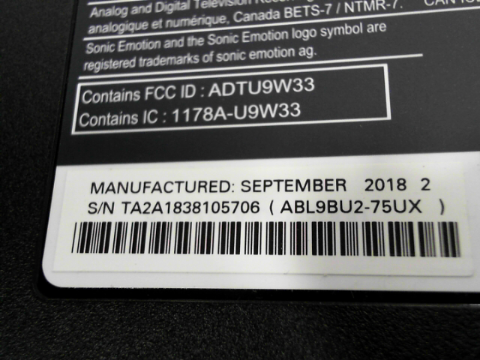 Analog and Digital Television Receiving
analogique et numérique, Canada BETS-7 / NTMR-7.
Sonic Emotion and the Sonic Emotion logo symbol are
registered trademarks of sonic emotion ag.
Contains FCC ID : ADTU9W33
Contains IC : 1178A-U9W33
MANUFACTURED: SEPTEMBER 2018 2
S/N TA2A1838105706 ( ABL9BU2-75UX )